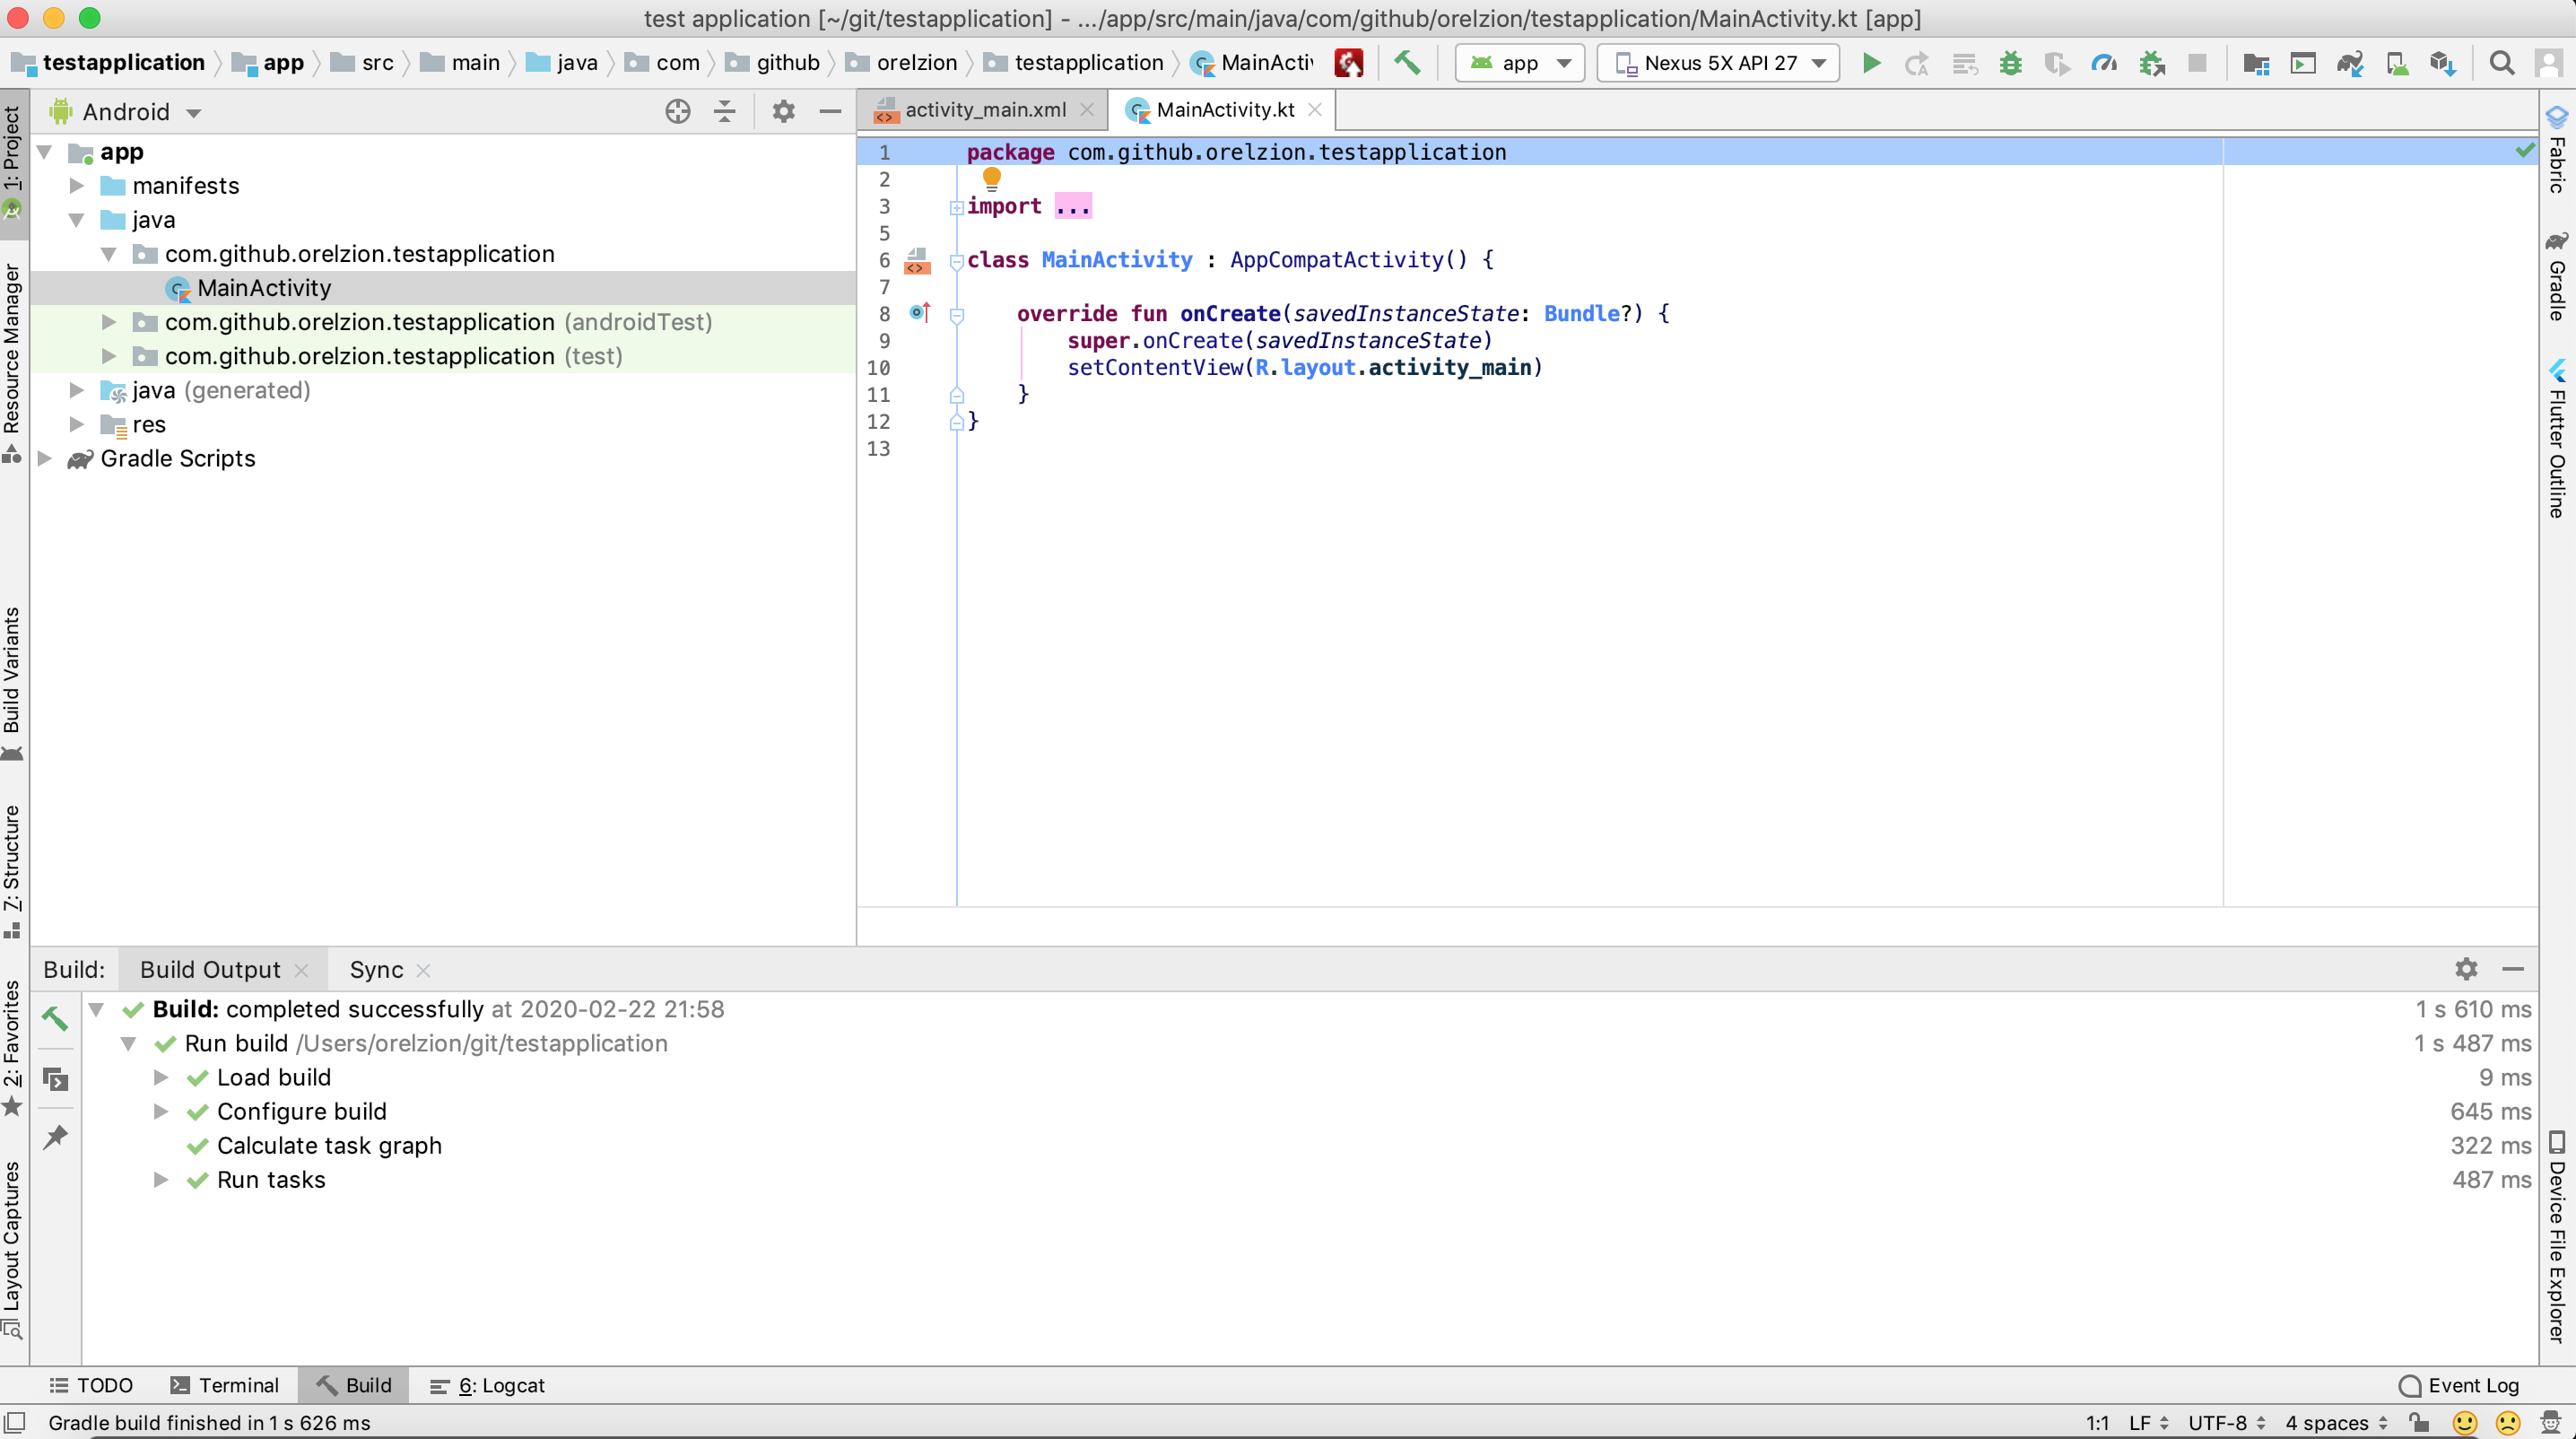 test application [~/git/testapplication] - .../app/src/main/java/com/github/orelzion/testapplication/MainActivity.kt [app]
testapplication app src main java com github orelzion testapplication MainActiv app Nexus 5X API 27
1: Project
Resource Manager
Build Variants
7: Structure
2: Favorites
Layout Captures
Android
app
manifests
java
com.github.orelzion.testapplication
MainActivity
com.github.orelzion.testapplication (androidTest)
com.github.orelzion.testapplication (test)
java (generated)
res
Gradle Scripts
activity_main.xml MainActivity.kt
1 package com.github.orelzion.testapplication
2
3 import ...
5
6 class MainActivity : AppCompatActivity() {
7
8 override fun onCreate(savedInstanceState: Bundle?) {
9 super.onCreate(savedInstanceState)
10 setContentView(R.layout.activity_main)
11 }
12 }
13
Fabric
Gradle
Flutter Outline
Device File Explorer
Build: Build Output Sync
Build: completed successfully at 2020-02-22 21:58 1 s 610 ms
Run build /Users/orelzion/git/testapplication 1 s 487 ms
Load build 9 ms
Configure build 645 ms
Calculate task graph 322 ms
Run tasks 487 ms
TODO Terminal Build 6: Logcat Event Log
Gradle build finished in 1 s 626 ms 1:1 LF UTF-8 4 spaces